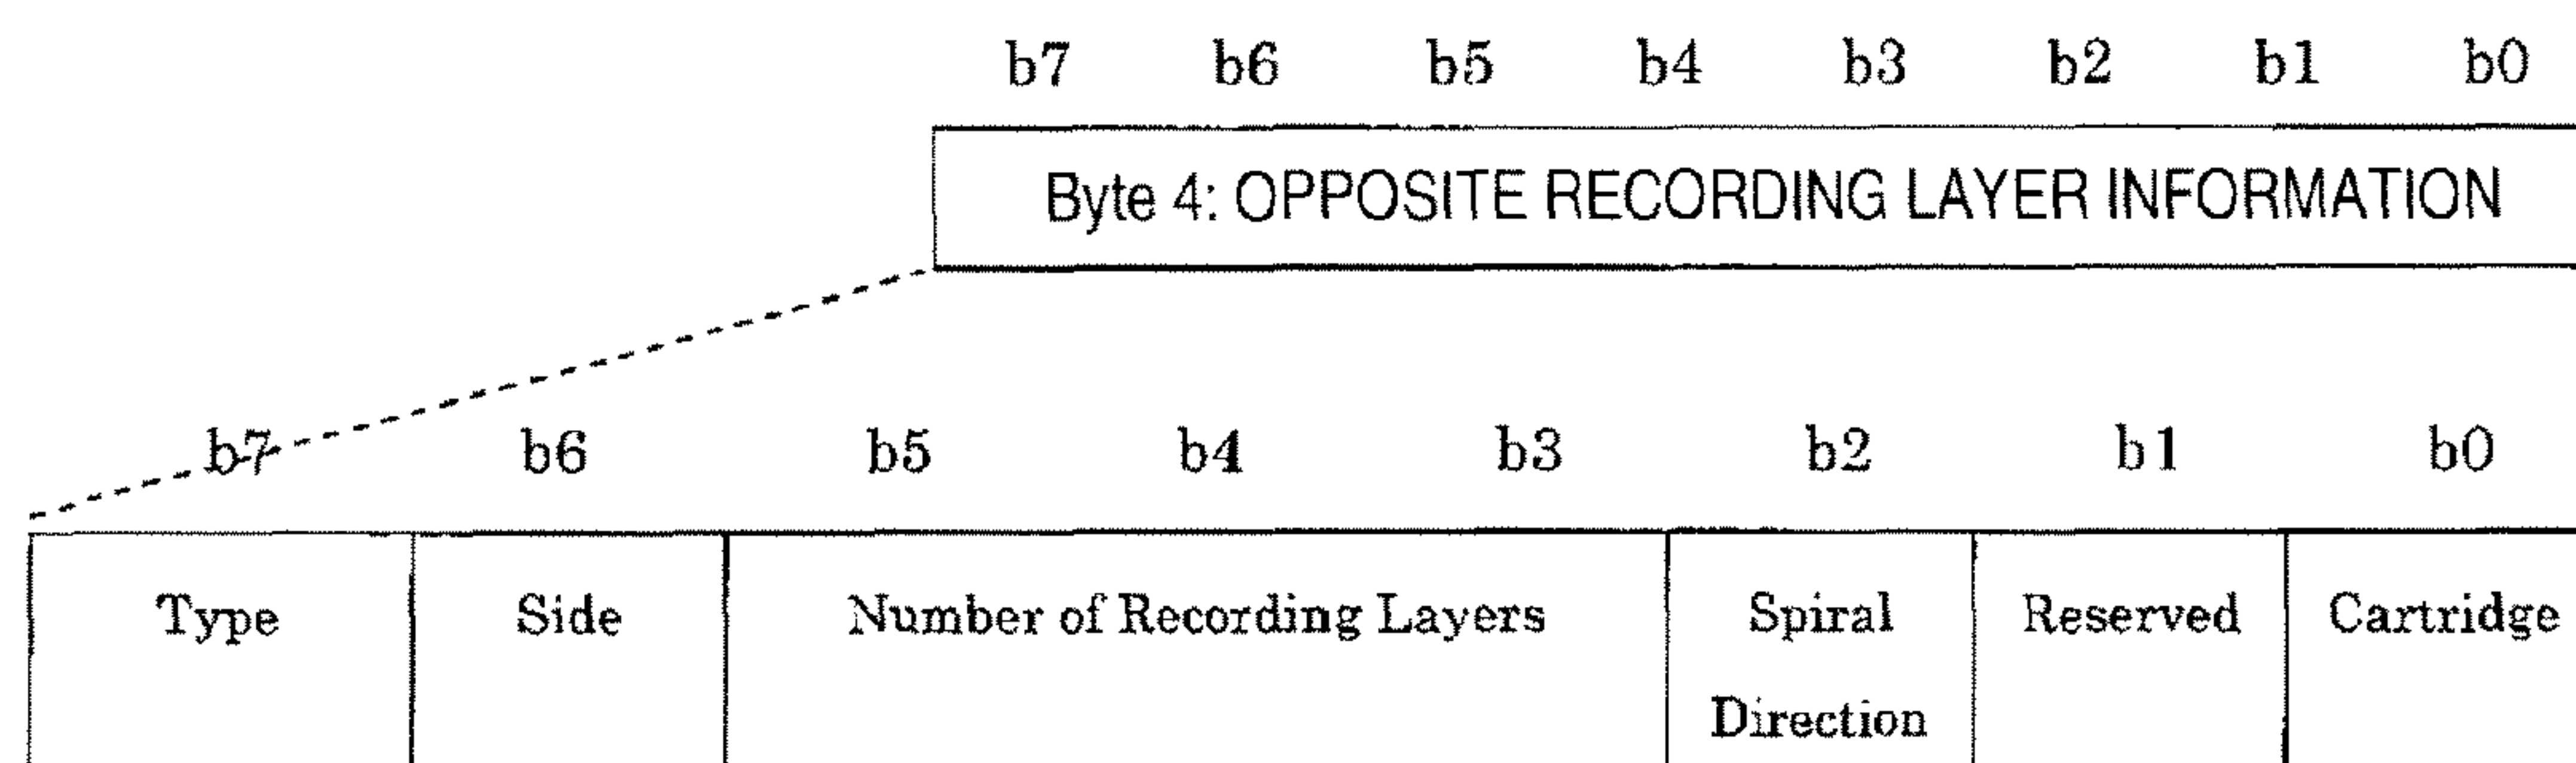 b7 b6 b5 b4 b3 b2 b1 b0
Byte 4: OPPOSITE RECORDING LAYER INFORMATION
b7 b6 b5 b4 b3 b2 b1 b0
Type Side Number of Recording Layers Spiral Reserved Cartridge
Direction